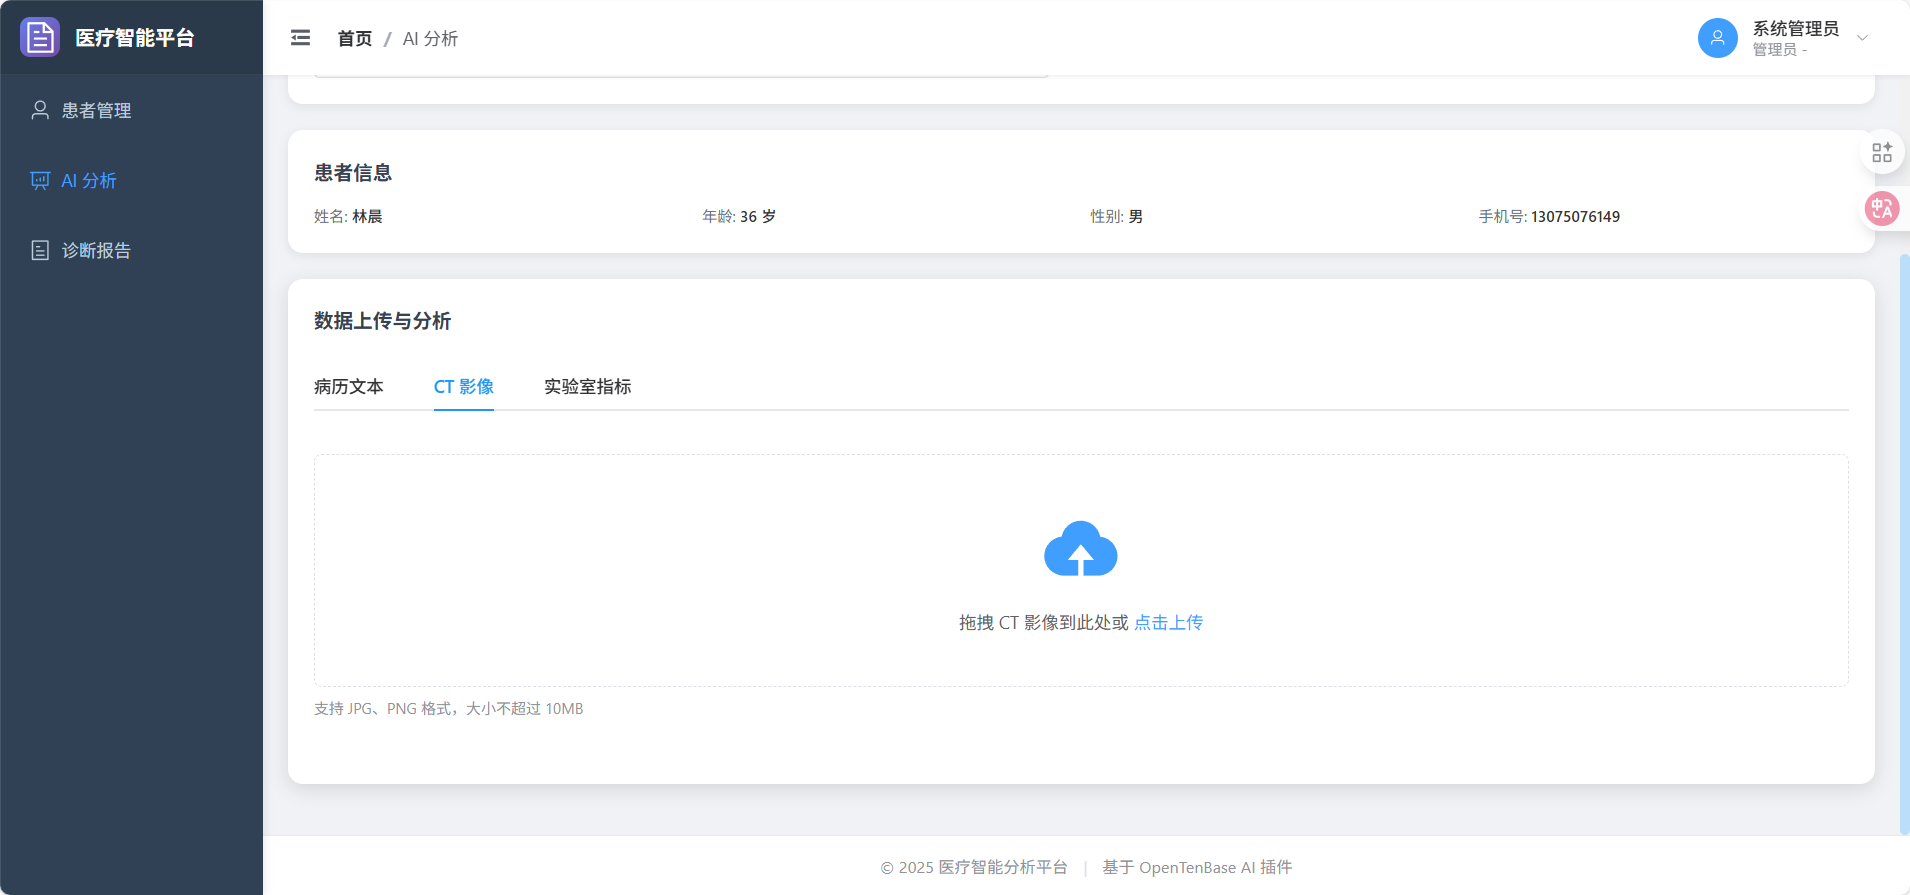 医疗智能平台
首页 / AI 分析
系统管理员
管理员 -
患者管理
AI 分析
诊断报告
患者信息
姓名: 林晨 年龄: 36 岁 性别: 男 手机号: 13075076149
数据上传与分析
病历文本 CT 影像 实验室指标
拖拽 CT 影像到此处或 点击上传
支持 JPG、PNG 格式，大小不超过 10MB
© 2025 医疗智能分析平台 | 基于 OpenTenBase AI 插件